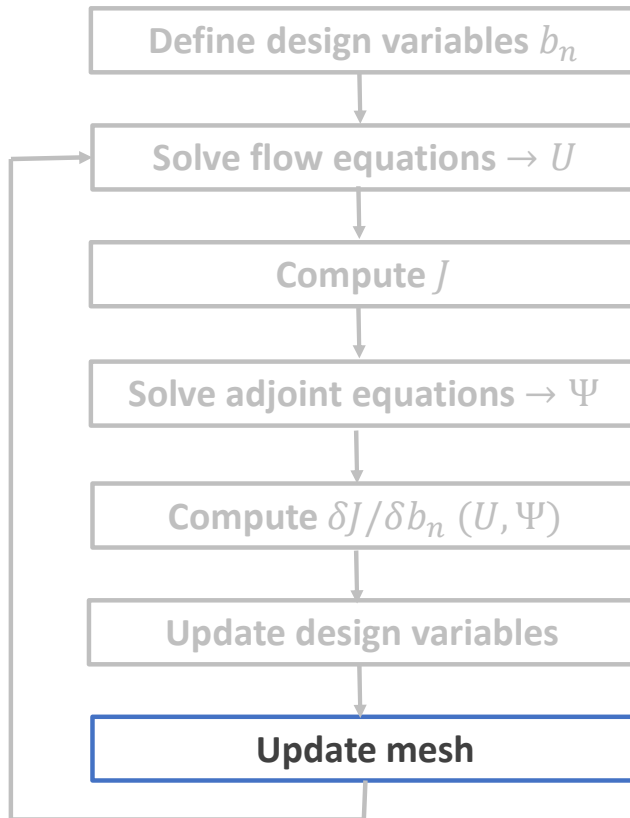 Define design variables bₙ
Solve flow equations → U
Compute J
Solve adjoint equations → Ψ
Compute δJ/δbₙ (U, Ψ)
Update design variables
Update mesh